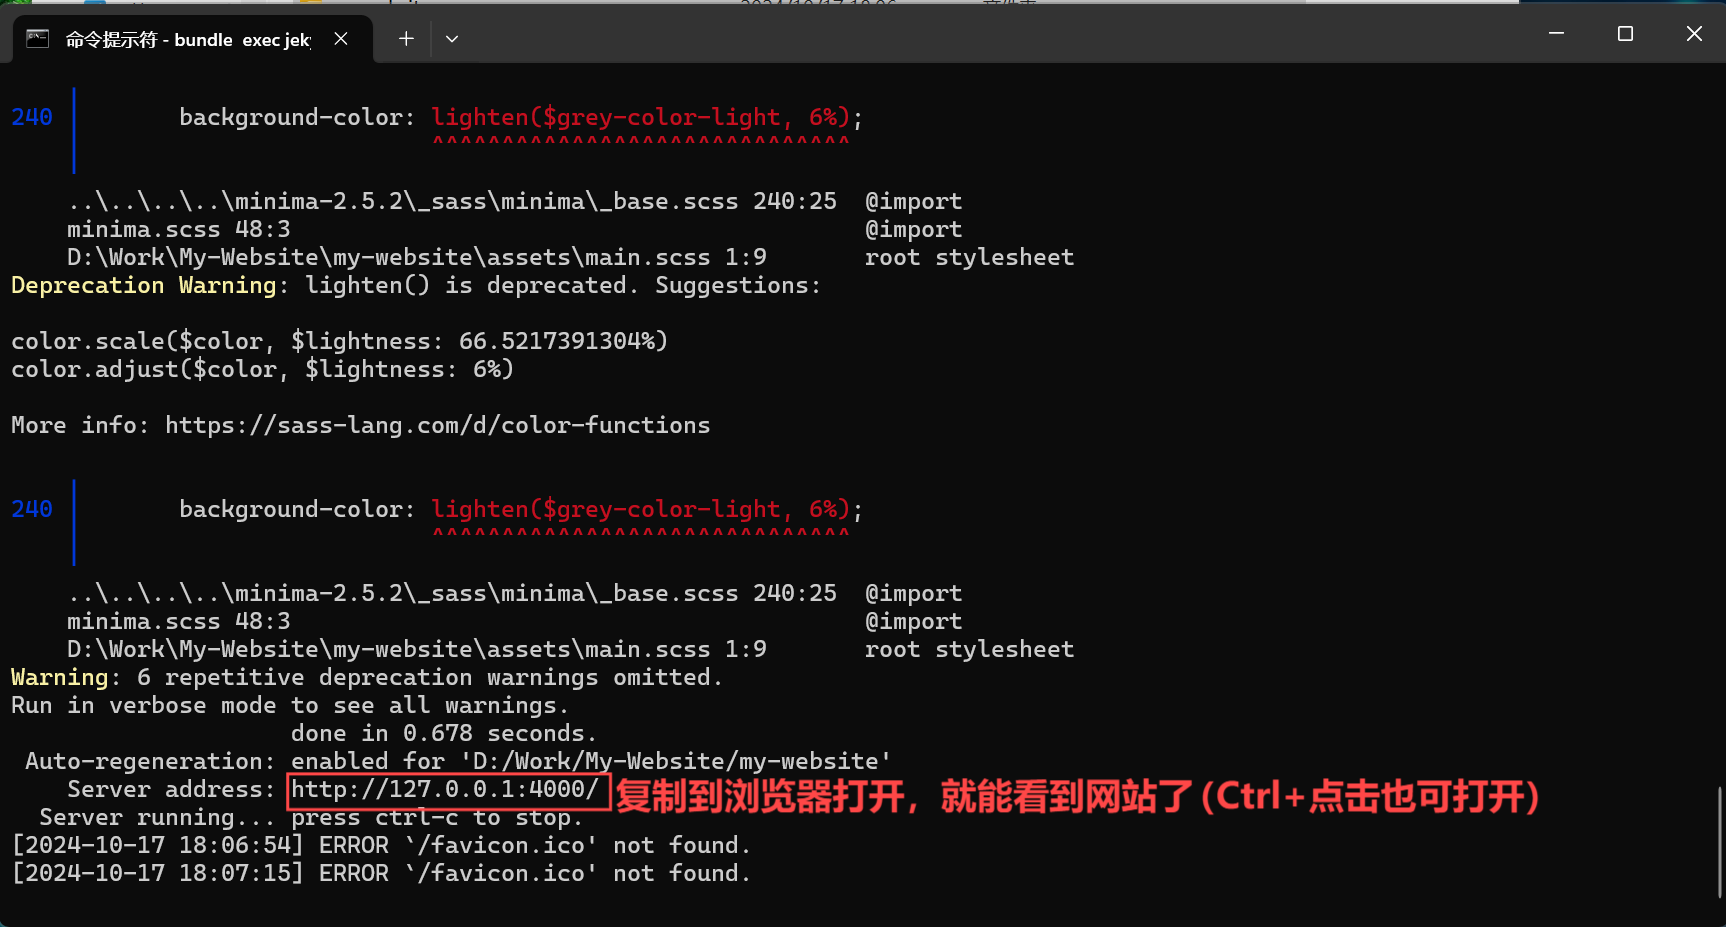 2024/10/17 18:06
命令提示符 - bundle  exec jek
240        background-color: lighten($grey-color-light, 6%);
^^^^^^^^^^^^^^^^^^^^^^^^^^^^^^
..\..\..\..\minima-2.5.2\_sass\minima\_base.scss 240:25  @import
minima.scss 48:3  @import
D:\Work\My-Website\my-website\assets\main.scss 1:9  root stylesheet
Deprecation Warning: lighten() is deprecated. Suggestions:
color.scale($color, $lightness: 66.5217391304%)
color.adjust($color, $lightness: 6%)
More info: https://sass-lang.com/d/color-functions
240        background-color: lighten($grey-color-light, 6%);
^^^^^^^^^^^^^^^^^^^^^^^^^^^^^^
..\..\..\..\minima-2.5.2\_sass\minima\_base.scss 240:25  @import
minima.scss 48:3  @import
D:\Work\My-Website\my-website\assets\main.scss 1:9  root stylesheet
Warning: 6 repetitive deprecation warnings omitted.
Run in verbose mode to see all warnings.
done in 0.678 seconds.
Auto-regeneration: enabled for 'D:/Work/My-Website/my-website'
Server address: http://127.0.0.1:4000/ 复制到浏览器打开，就能看到网站了(Ctrl+点击也可打开)
Server running... press ctrl-c to stop.
[2024-10-17 18:06:54] ERROR `/favicon.ico' not found.
[2024-10-17 18:07:15] ERROR `/favicon.ico' not found.